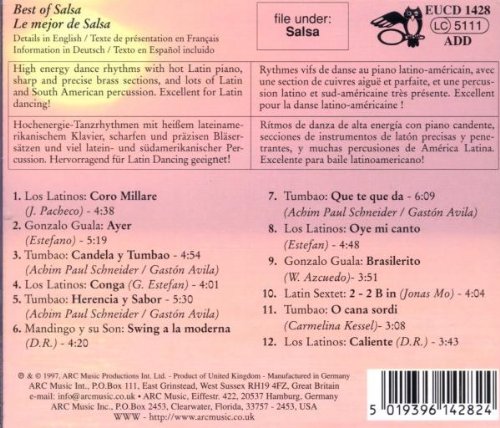 Best of Salsa
Le mejor de Salsa
Details in English / Texte de présentation en Français
Information in Deutsch / Texto en Español incluido
file under:
Salsa
EUCD 1428
LC 5111
ADD
High energy dance rhythms with hot Latin piano,
sharp and precise brass sections, and lots of Latin
and South American percussion. Excellent for Latin
dancing!
Rythmes vifs de danse au piano latino-américain, avec
une section de cuivres aiguë et parfaite, et une percus-
sion latino et sud-américaine très présente. Excellent
pour la danse latino-américaine !
Hochenergie-Tanzrhythmen mit heißem lateiname-
rikanischem Klavier, scharfen und präzisen Bläser-
sätzen und viel latein- und südamerikanischer Per-
cussion. Hervorragend für Latin Dancing geeignet!
Ritmos de danza de alta energía con piano candente,
secciones de instrumentos de latón precisas y pene-
trantes, y muchas percusiones de América Latina.
Excelente para baile latinoamericano!
1. Los Latinos: Coro Millare
(J. Pacheco) - 4:38
2. Gonzalo Guala: Ayer
(Estefano) - 5:19
3. Tumbao: Candela y Tumbao - 4:54
(Achim Paul Schneider / Gastón Avila)
4. Los Latinos: Conga (G. Estefan) - 4:01
5. Tumbao: Herencia y Sabor - 5:30
(Achim Paul Schneider / Gastón Avila)
6. Mandingo y su Son: Swing a la moderna
(D.R.) - 4:20
7. Tumbao: Que te que da - 6:09
(Achim Paul Schneider / Gastón Avila)
8. Los Latinos: Oye mi canto
(Estefan) - 4:48
9. Gonzalo Guala: Brasilerito
(W. Azcuedo)- 3:51
10. Latin Sextet: 2 - 2B in (Jonas Mo) - 4:04
11. Tumbao: O cana sordi
(Carmelina Kessel)- 3:08
12. Los Latinos: Caliente (D.R.) - 3:43
℗ & © 1997, ARC Music Productions Int. Ltd. - Product of United Kingdom - Manufactured in Germany
ARC Music Int., P.O.Box 111, East Grinstead, West Sussex RH19 4FZ, Great Britain
e-mail: info@arcmusic.co.uk - ARC Music, Eiffestr. 422, 20537 Hamburg, Germany
ARC Music Inc., P.O.Box 2453, Clearwater, Florida, 33757 - 2453, USA
WWW - http://www.arcmusic.co.uk
5 019396 142824